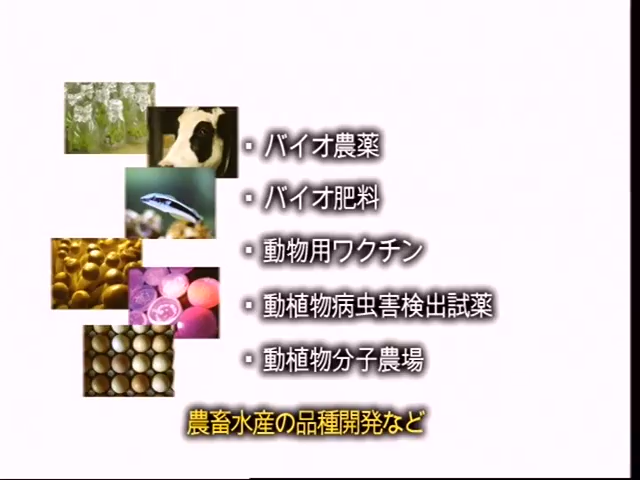 ・バイオ農薬
・バイオ肥料
・動物用ワクチン
・動植物病虫害検出試薬
・動植物分子農場
農畜水産の品種開発など